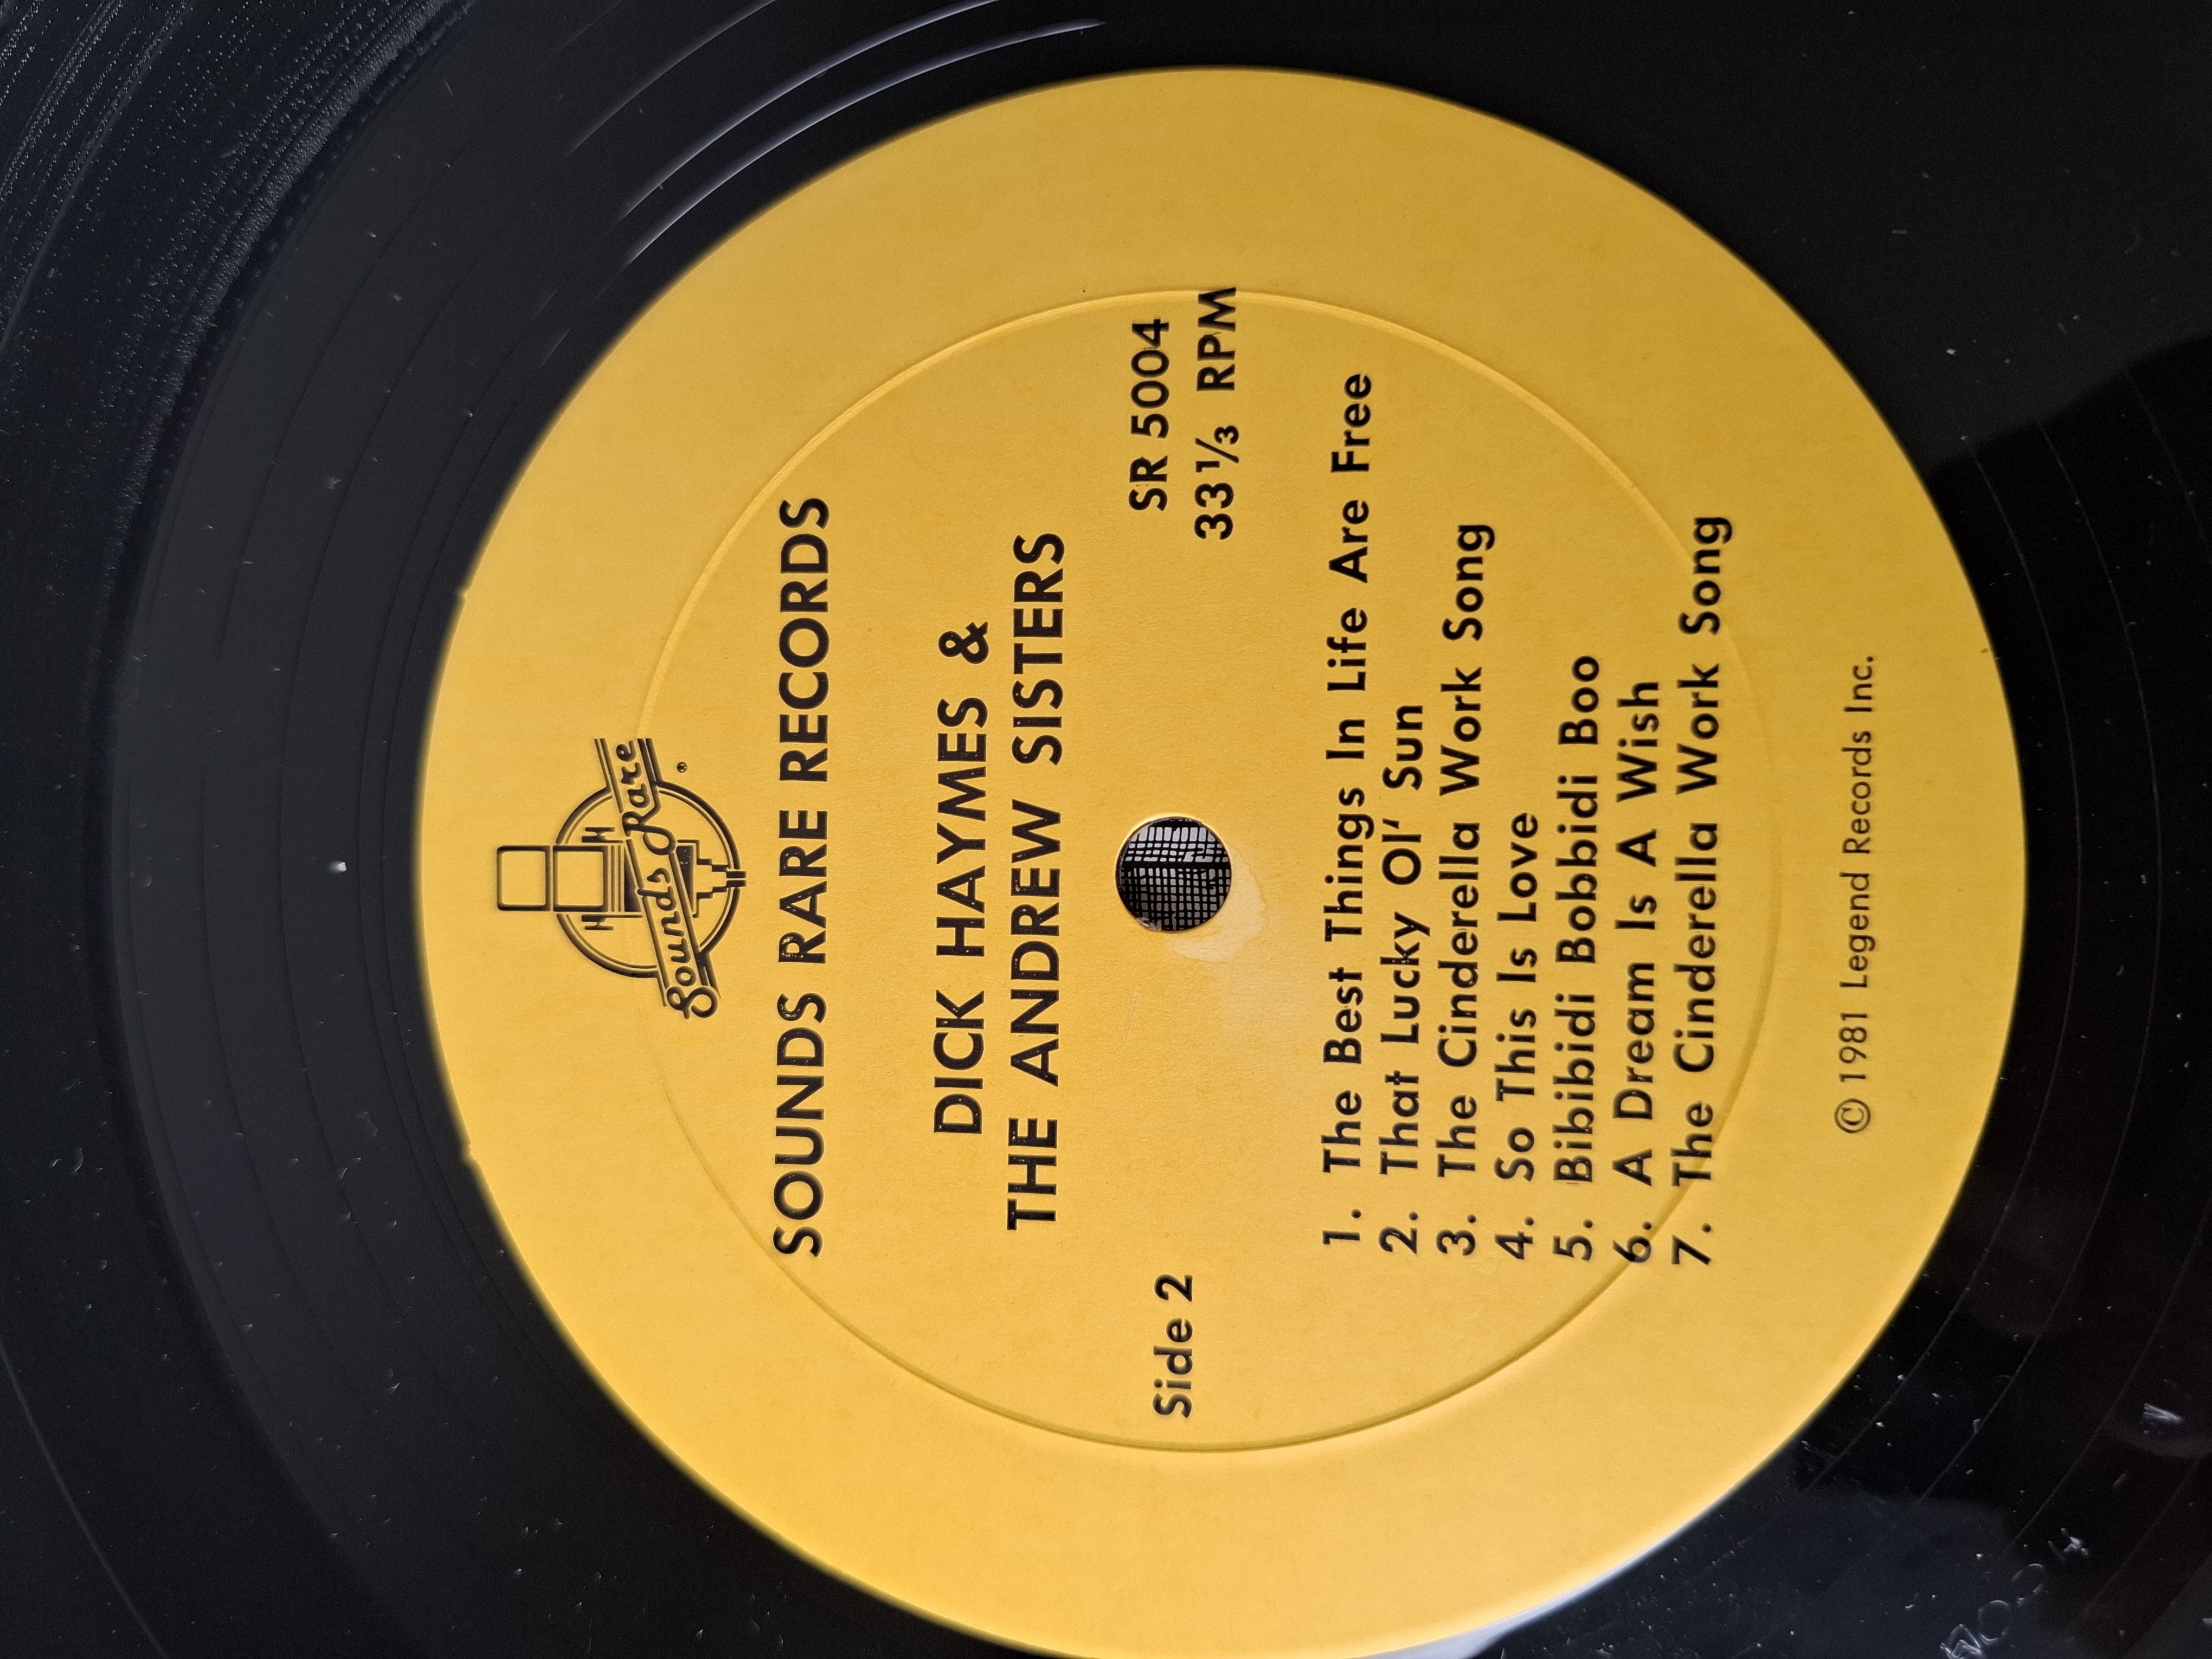 Sounds Rare ®
SOUNDS RARE RECORDS
DICK HAYMES &
THE ANDREW SISTERS
SR 5004
Side 2
33⅓ RPM
1. The Best Things In Life Are Free
2. That Lucky Ol' Sun
3. The Cinderella Work Song
4. So This Is Love
5. Bibibidi Bobbidi Boo
6. A Dream Is A Wish
7. The Cinderella Work Song
© 1981 Legend Records Inc.